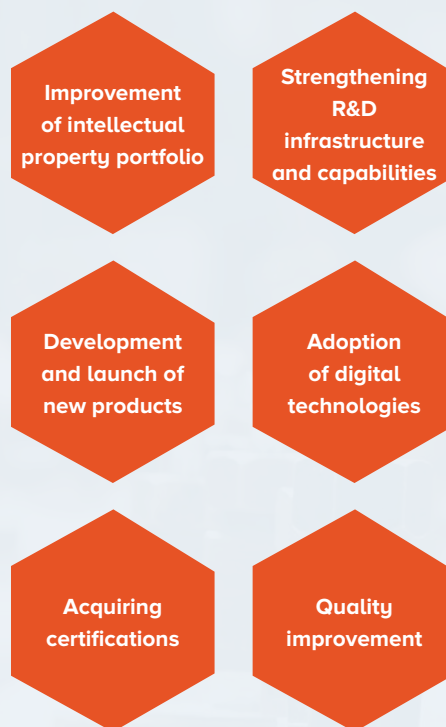 Improvement
of intellectual
property portfolio
Strengthening
R&D
infrastructure
and capabilities
Development
and launch of
new products
Adoption
of digital
technologies
Acquiring
certifications
Quality
improvement